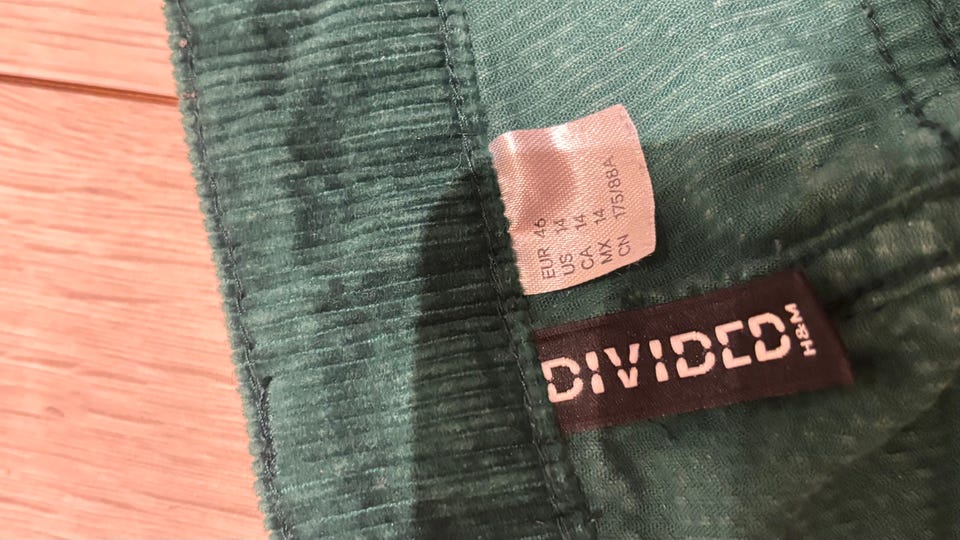 EUR 46
US 14
CA 14
MX 14
CN 175/88A
DIVIDED
H&M